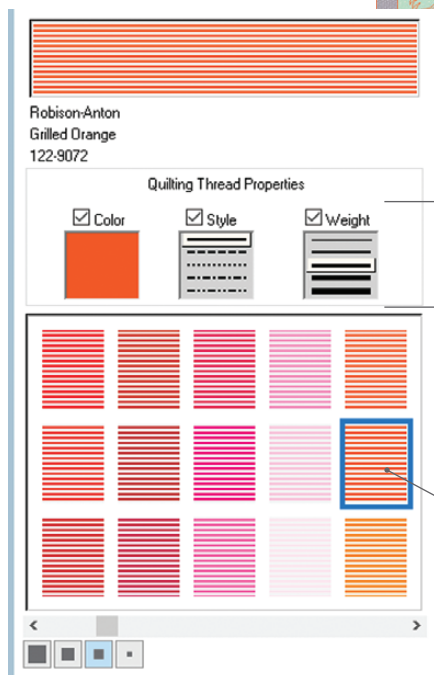 Robison-Anton
Grilled Orange
122-9072
Quilting Thread Properties
Color Style Weight